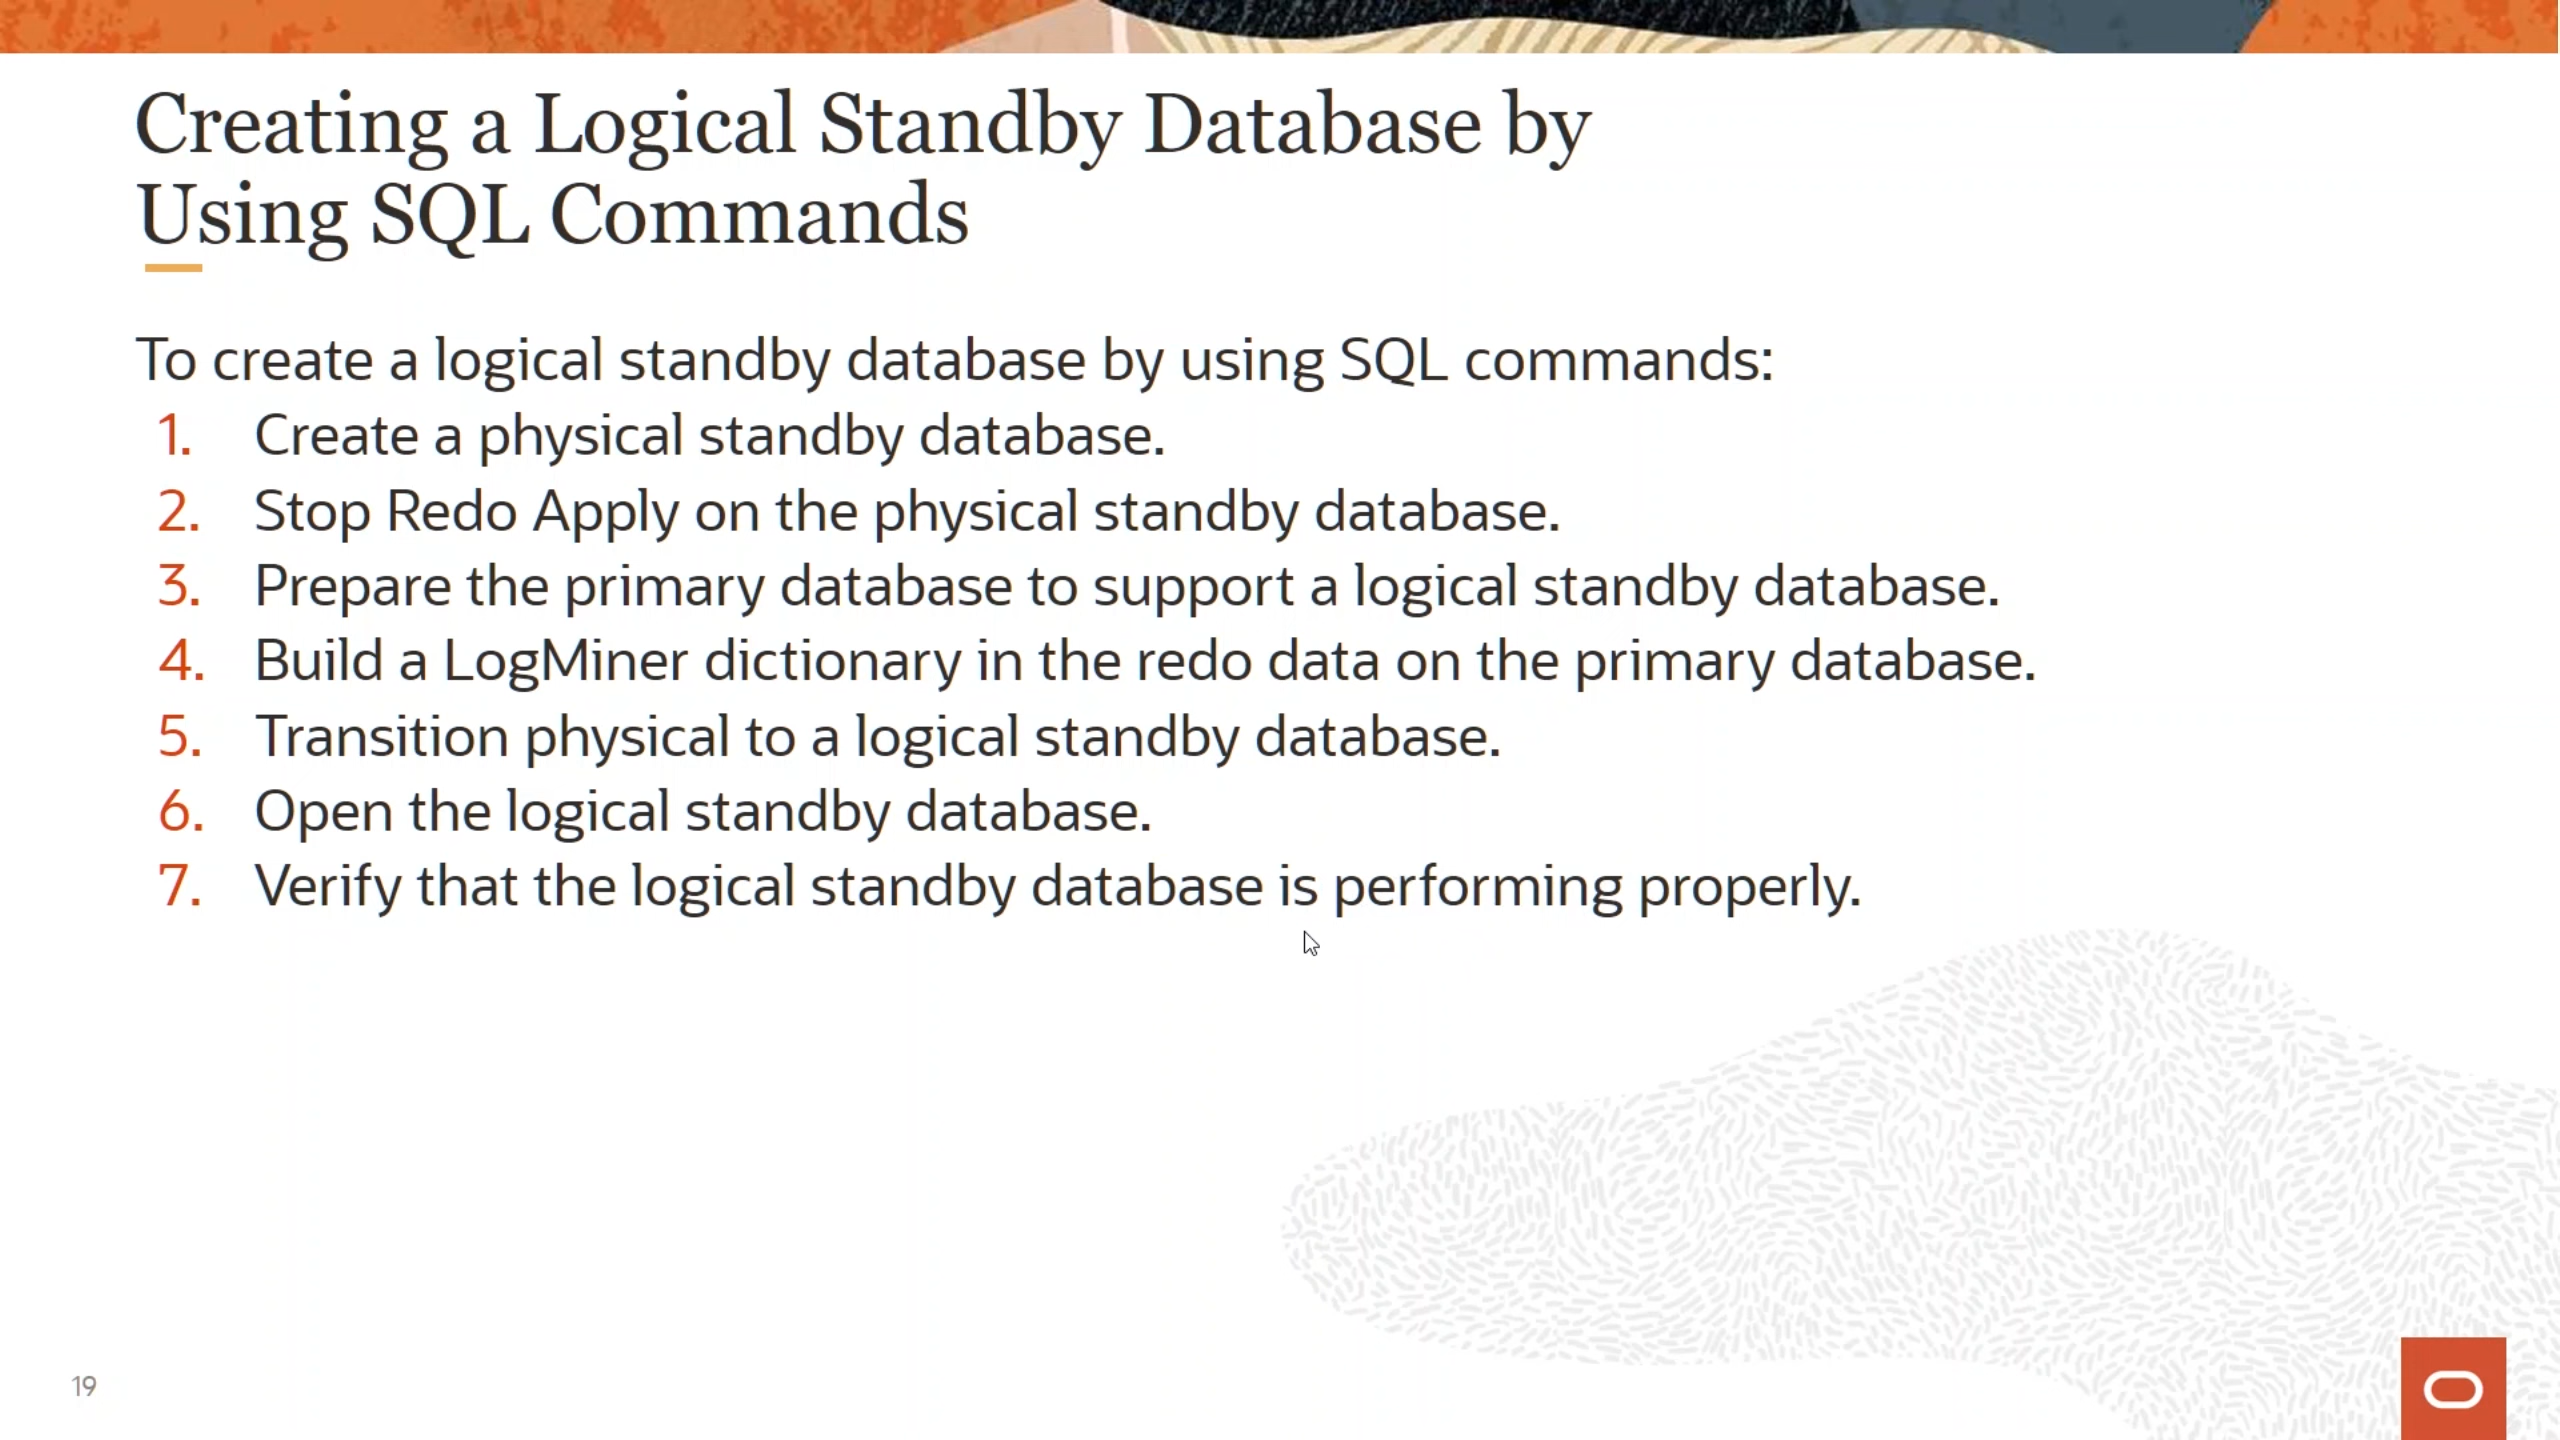 Creating a Logical Standby Database by
Using SQL Commands
To create a logical standby database by using SQL commands:
1. Create a physical standby database.
2. Stop Redo Apply on the physical standby database.
3. Prepare the primary database to support a logical standby database.
4. Build a LogMiner dictionary in the redo data on the primary database.
5. Transition physical to a logical standby database.
6. Open the logical standby database.
7. Verify that the logical standby database is performing properly.
19